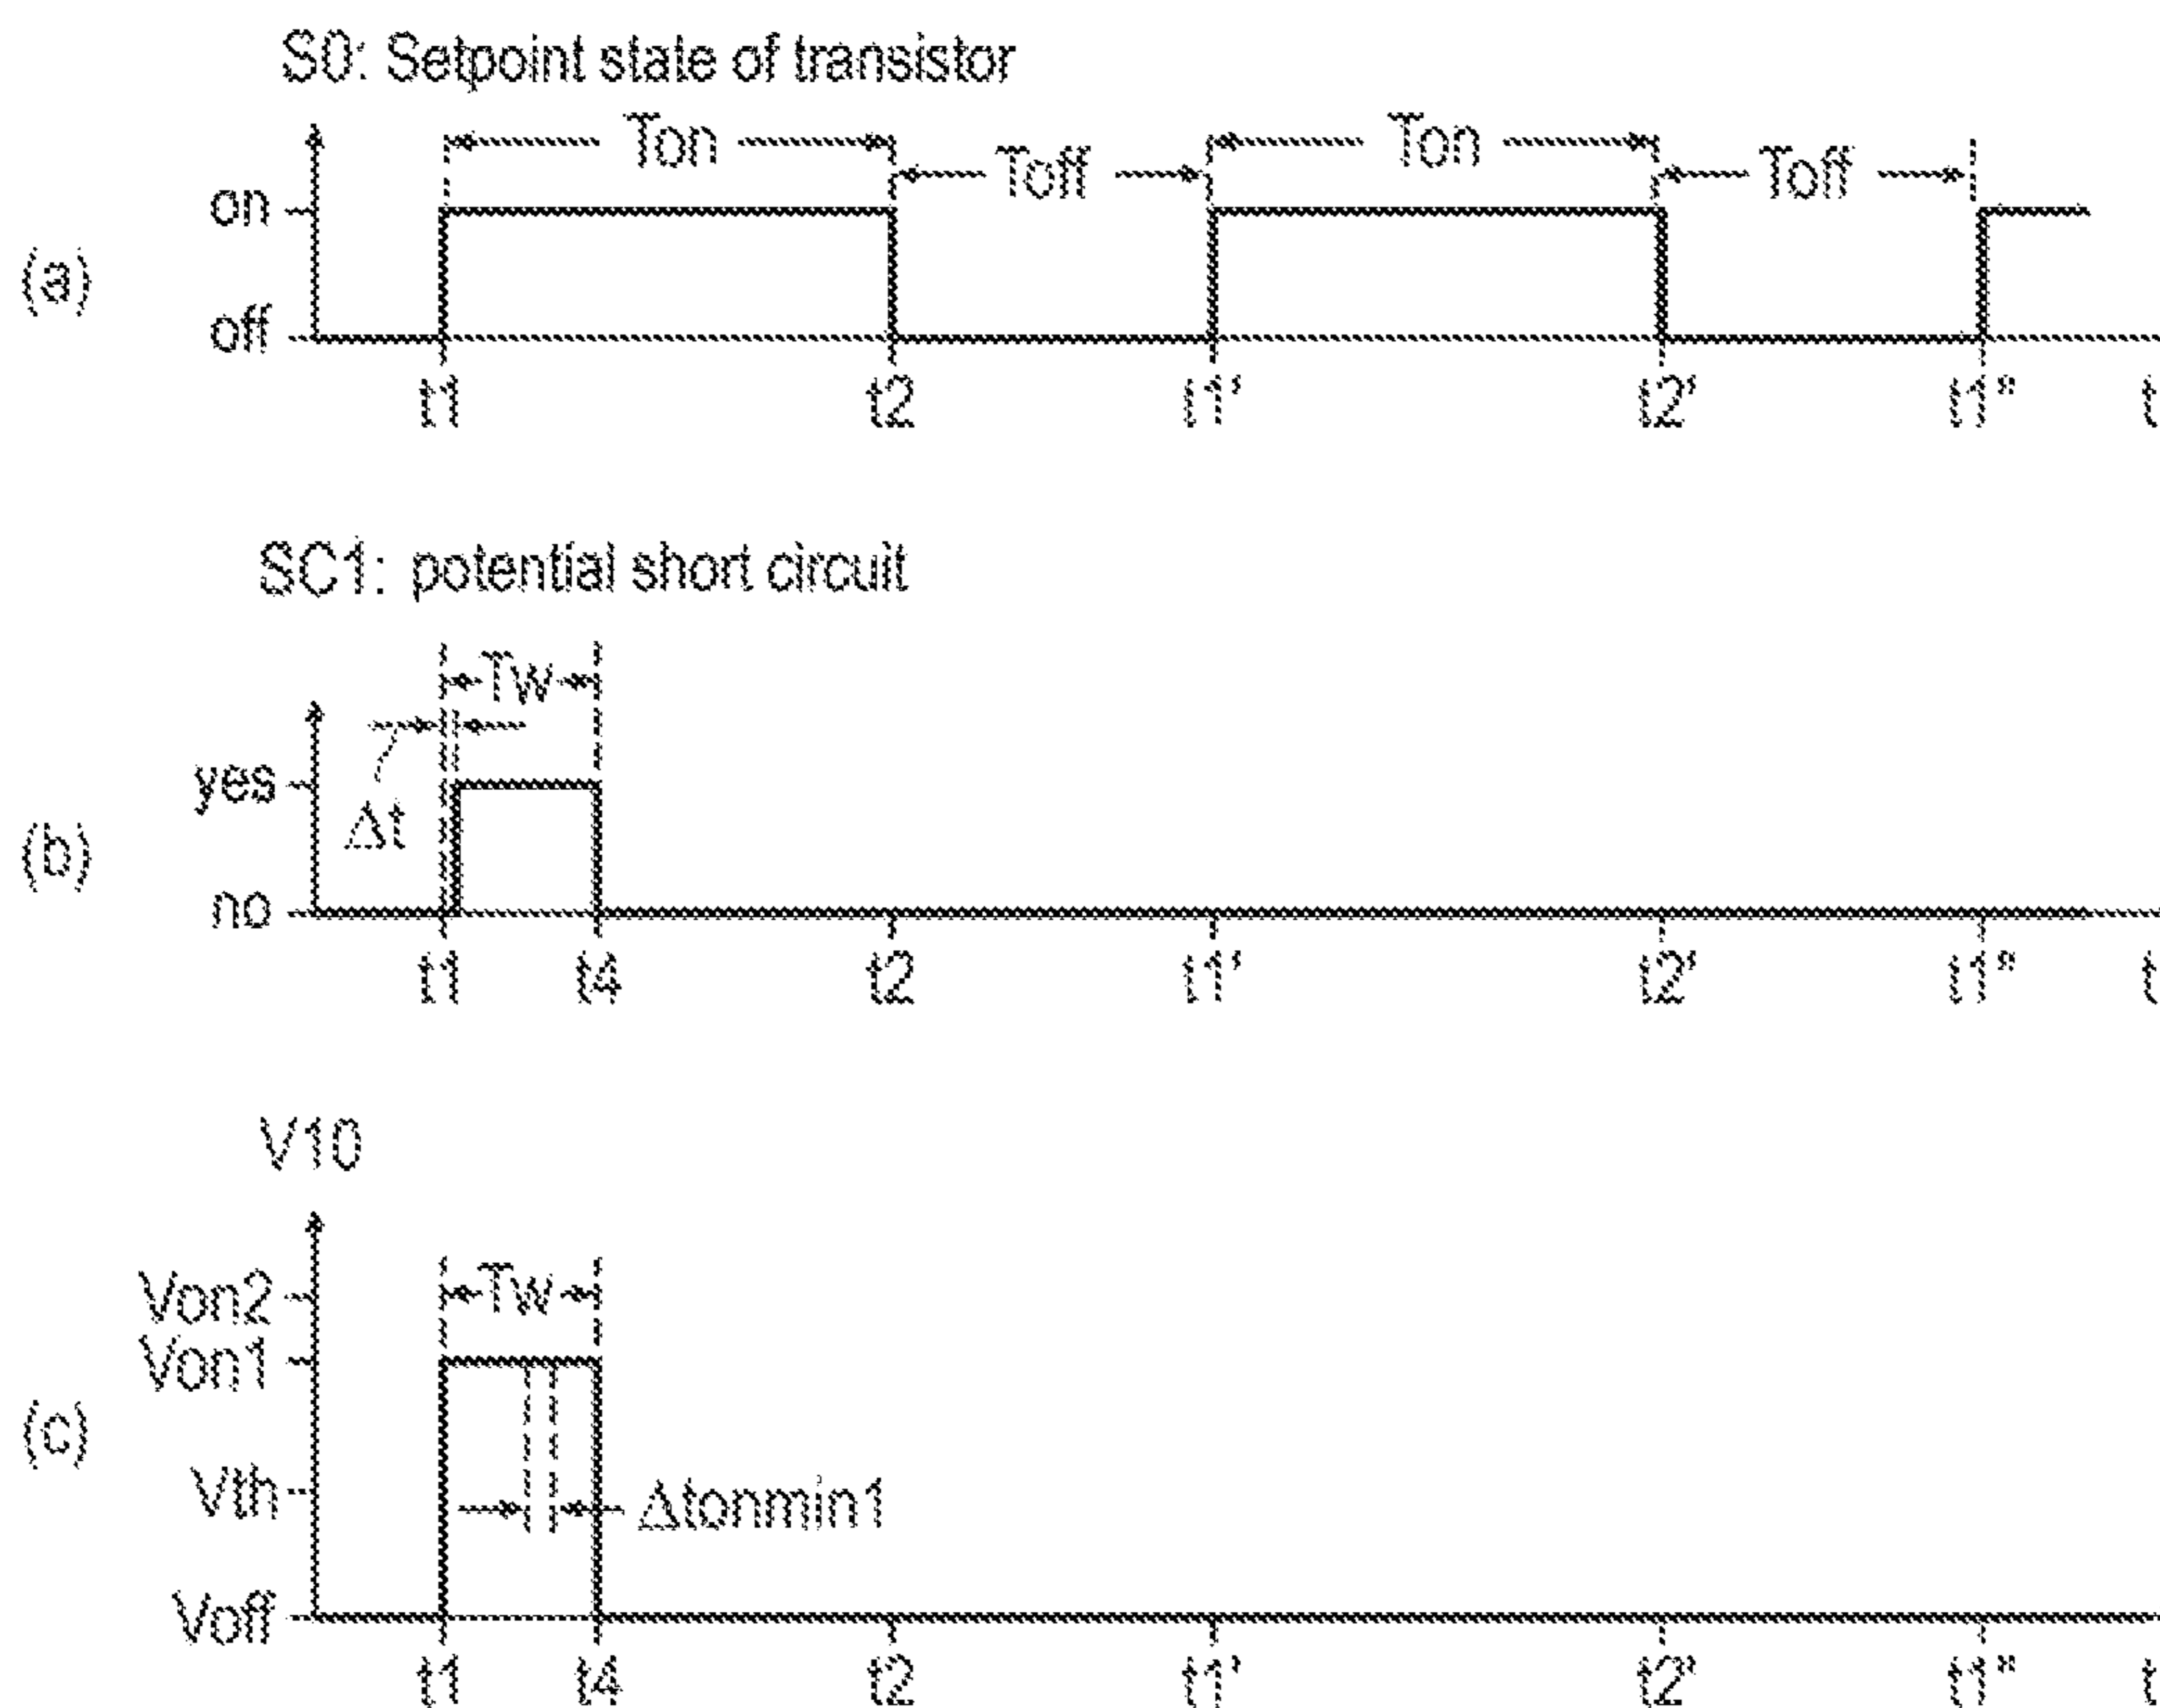 S0: Setpoint state of transistor
Ton Ton
Toff Toff
on
(a)
off
t1 t2 t1' t2' t1" t
SC1: potential short circuit
Tw
yes
Δt
(b)
no
t1 t4 t2 t1' t2' t1" t
V10
Von2
Tw
Von1
(c)
Vth
Δtonmin1
Voff
t1 t4 t2 t1' t2' t1" t